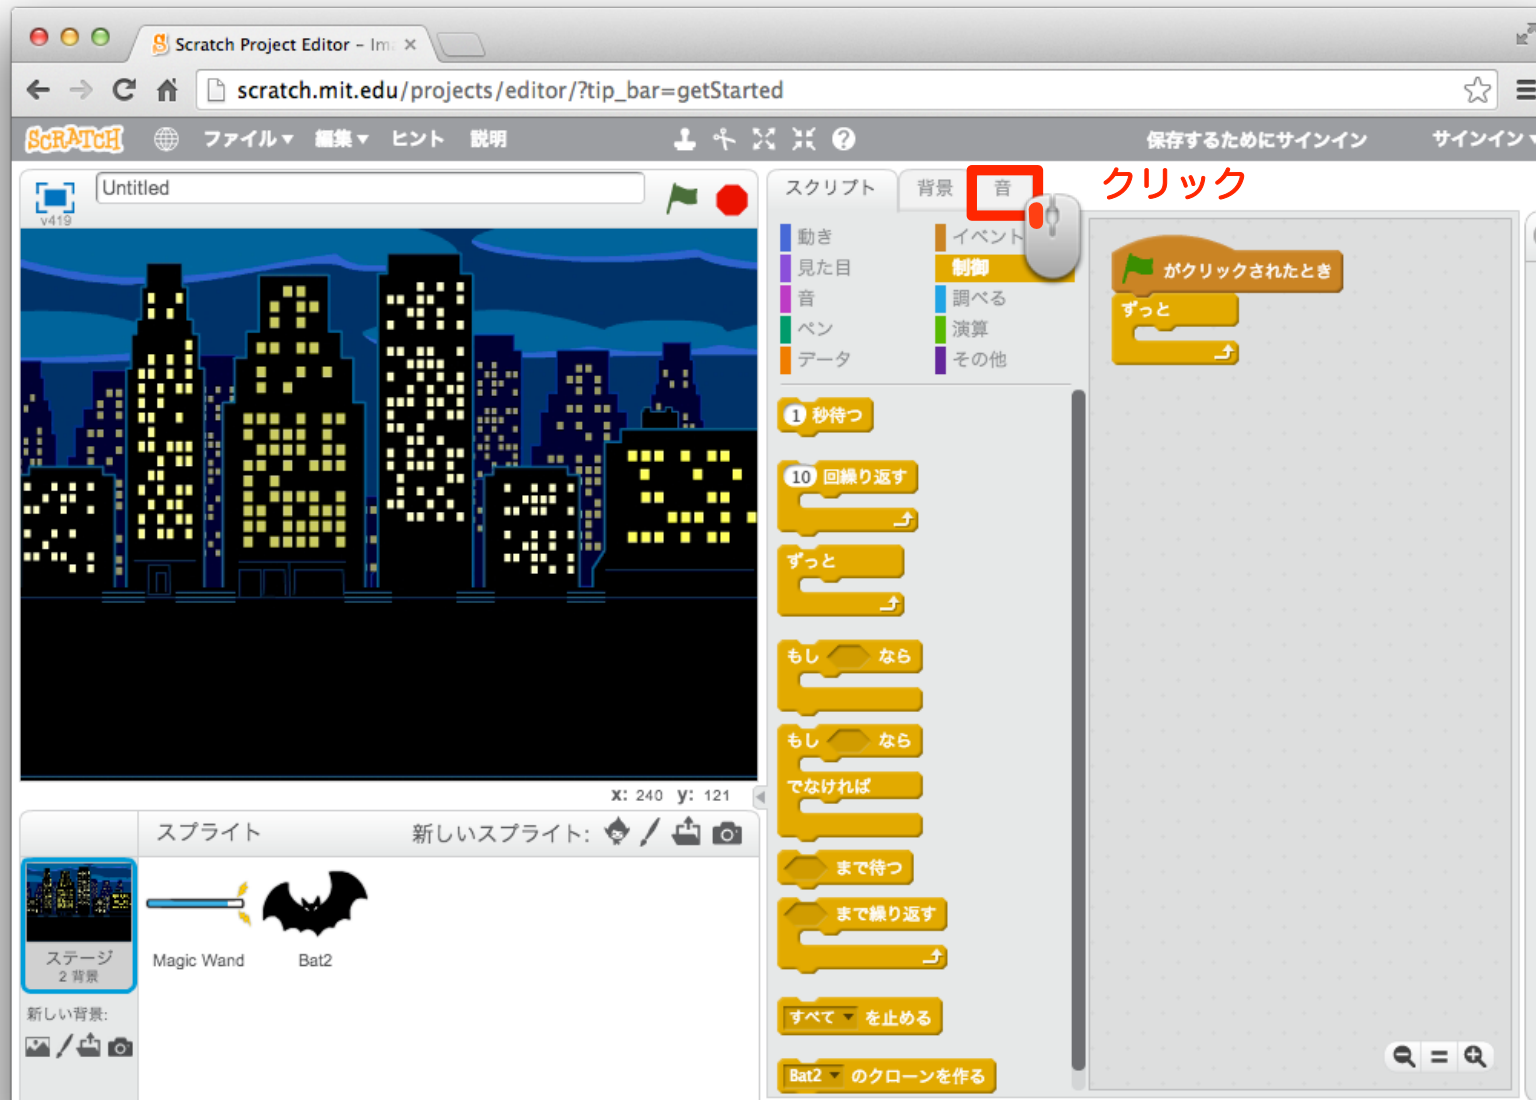 Scratch Project Editor – Ima
scratch.mit.edu/projects/editor/?tip_bar=getStarted
SCRATCH ファイル 編集 ヒント 説明 保存するためにサインイン サインイン
v419 Untitled
スクリプト 背景 音 クリック
動き イベント
見た目 制御
音 調べる
ペン 演算
データ その他
がクリックされたとき
ずっと
1 秒待つ
10 回繰り返す
ずっと
もし なら
もし なら
でなければ
まで待つ
まで繰り返す
すべて を止める
Bat2 のクローンを作る
x: 240 y: 121
スプライト 新しいスプライト:
ステージ
2 背景
Magic Wand Bat2
新しい背景: